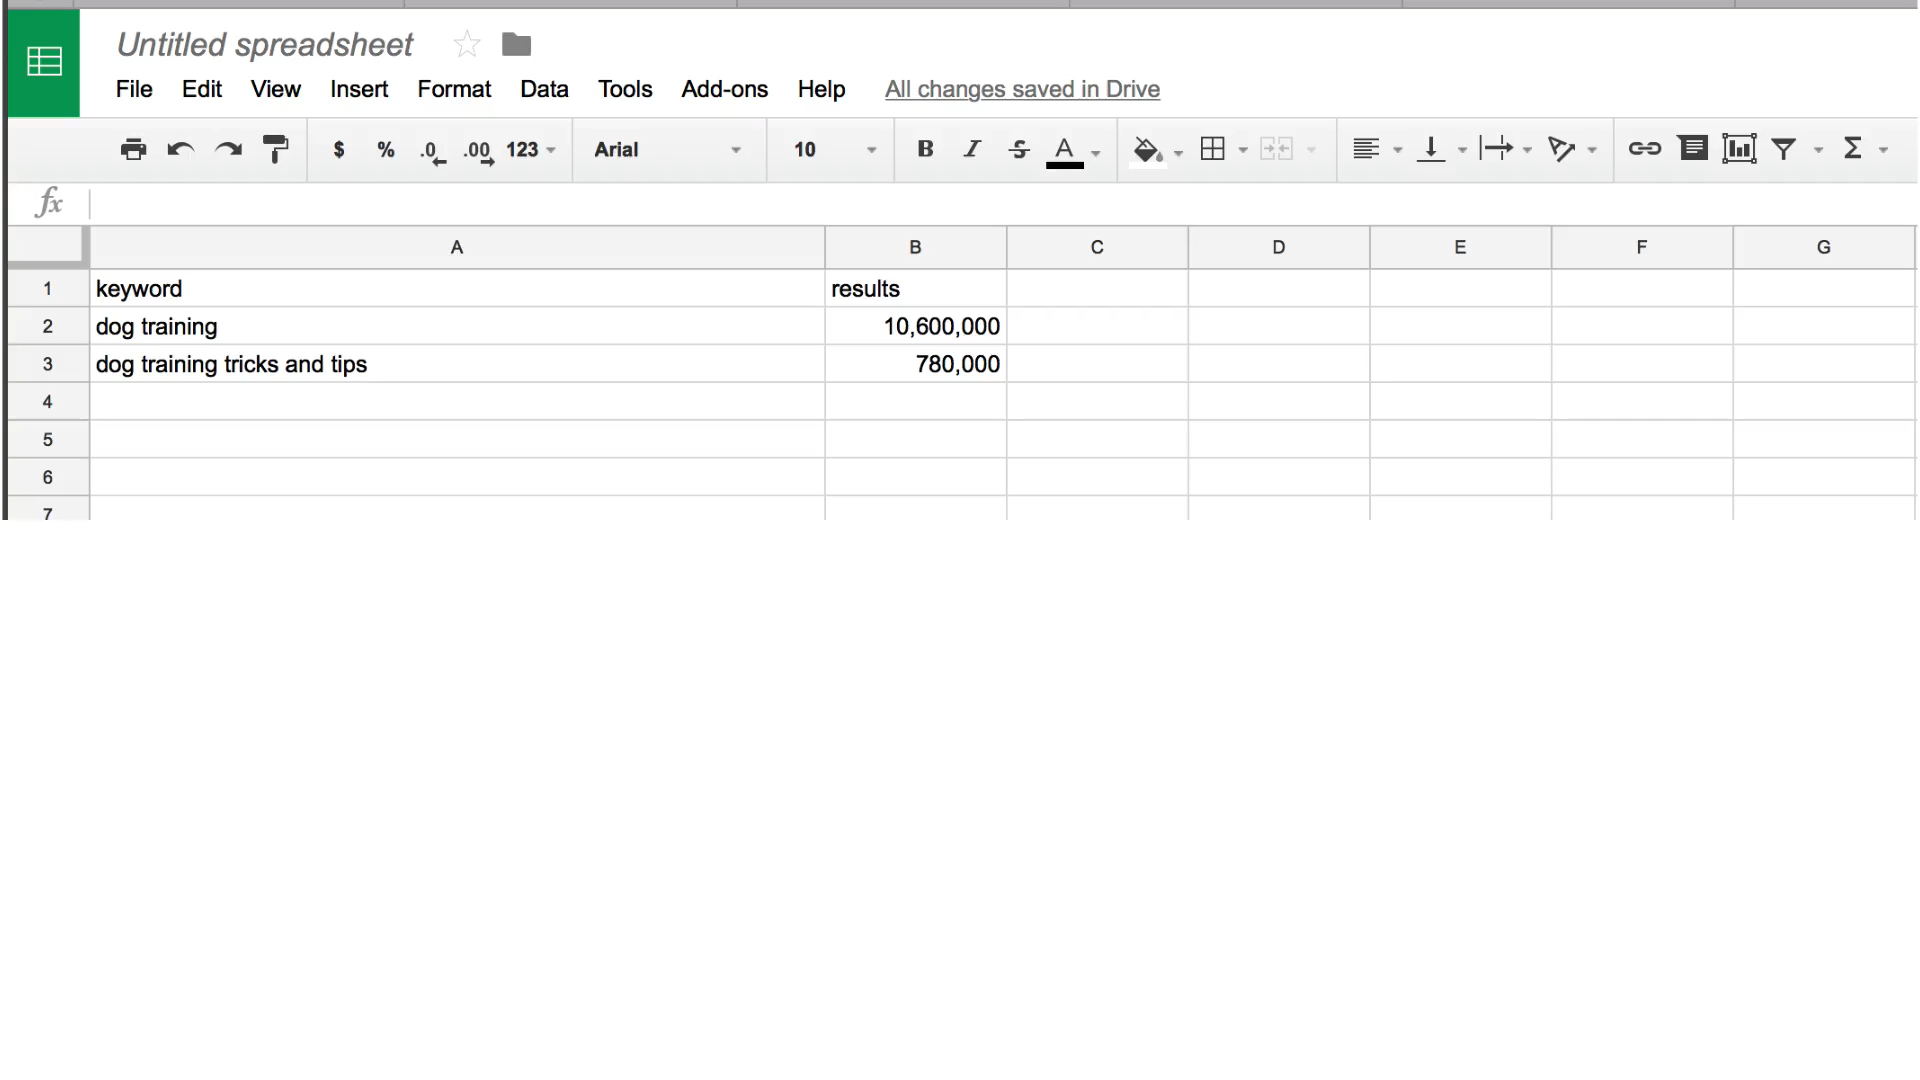 Untitled spreadsheet
File Edit View Insert Format Data Tools Add-ons Help All changes saved in Drive
$ % .0 .00 123 Arial 10 B I S A Σ
fx
A B C D E F G
1 keyword results
2 dog training 10,600,000
3 dog training tricks and tips 780,000
4
5
6
7